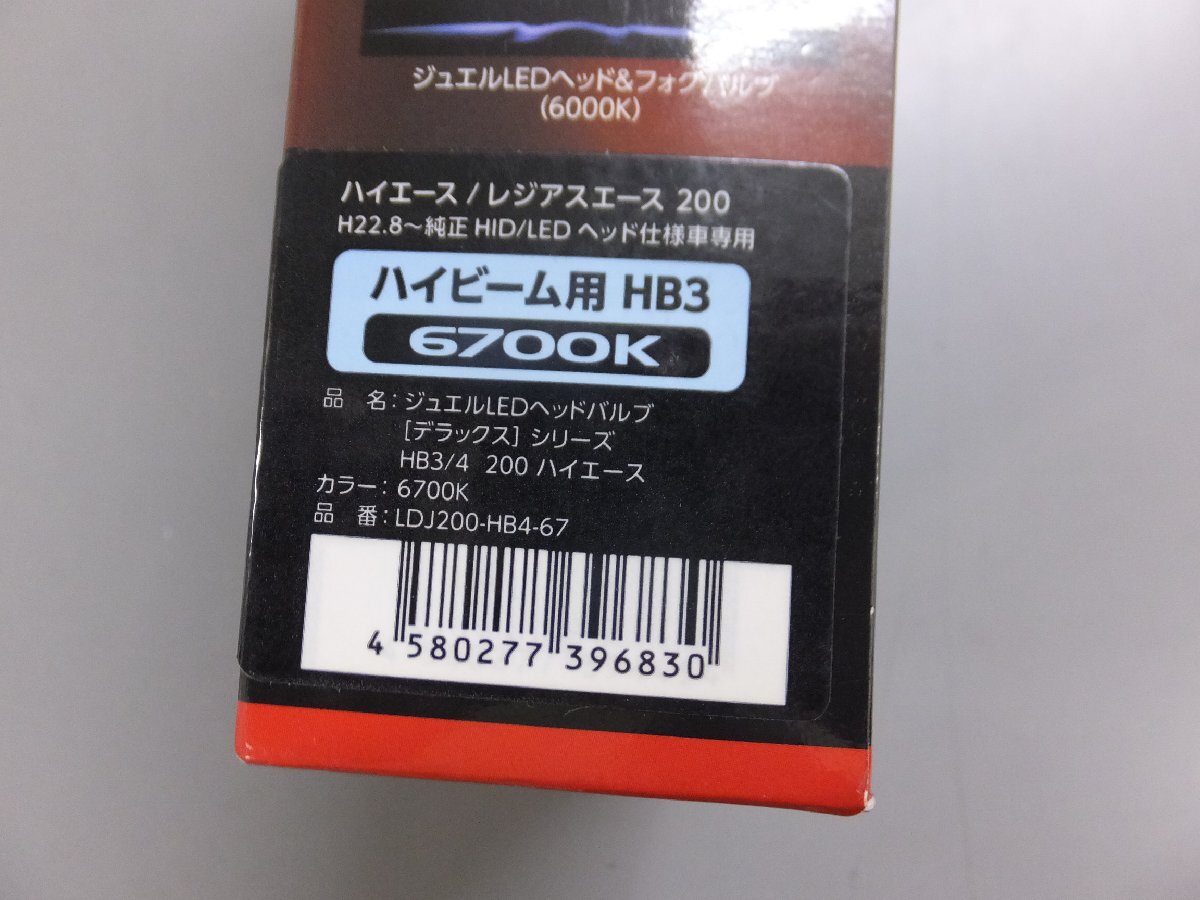 ジュエルLEDヘッド&フォグバルブ
(6000K)
ハイエース/レジアスエース 200
H22.8～純正 HID/LED ヘッド仕様車専用
ハイビーム用 HB3
6700K
品 名：ジュエルLEDヘッドバルブ
[デラックス] シリーズ
HB3/4 200 ハイエース
カラー：6700K
品 番：LDJ200-HB4-67
4 580277 396830